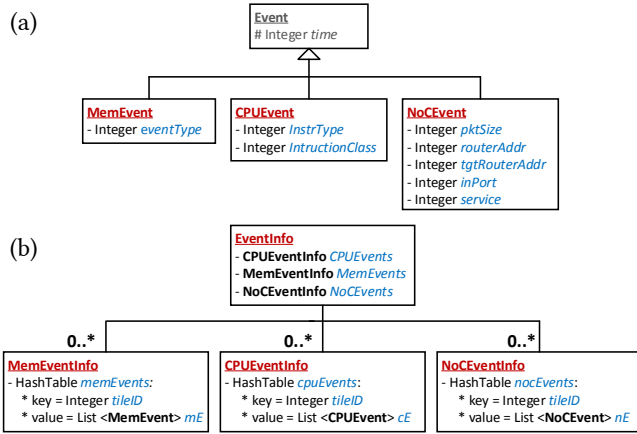 (a)
Event
# Integer time
MemEvent
- Integer eventType
CPUEvent
- Integer InstrType
- Integer IntructionClass
NoCEvent
- Integer pktSize
- Integer routerAddr
- Integer tgtRouterAddr
- Integer inPort
- Integer service
(b)
EventInfo
- CPUEventInfo CPUEvents
- MemEventInfo MemEvents
- NoCEventInfo NoCEvents
0..*
0..*
0..*
MemEventInfo
- HashTable memEvents:
* key = Integer tileID
* value = List <MemEvent> mE
CPUEventInfo
- HashTable cpuEvents:
* key = Integer tileID
* value = List <CPUEvent> cE
NoCEventInfo
- HashTable nocEvents:
* key = Integer tileID
* value = List <NoCEvent> nE